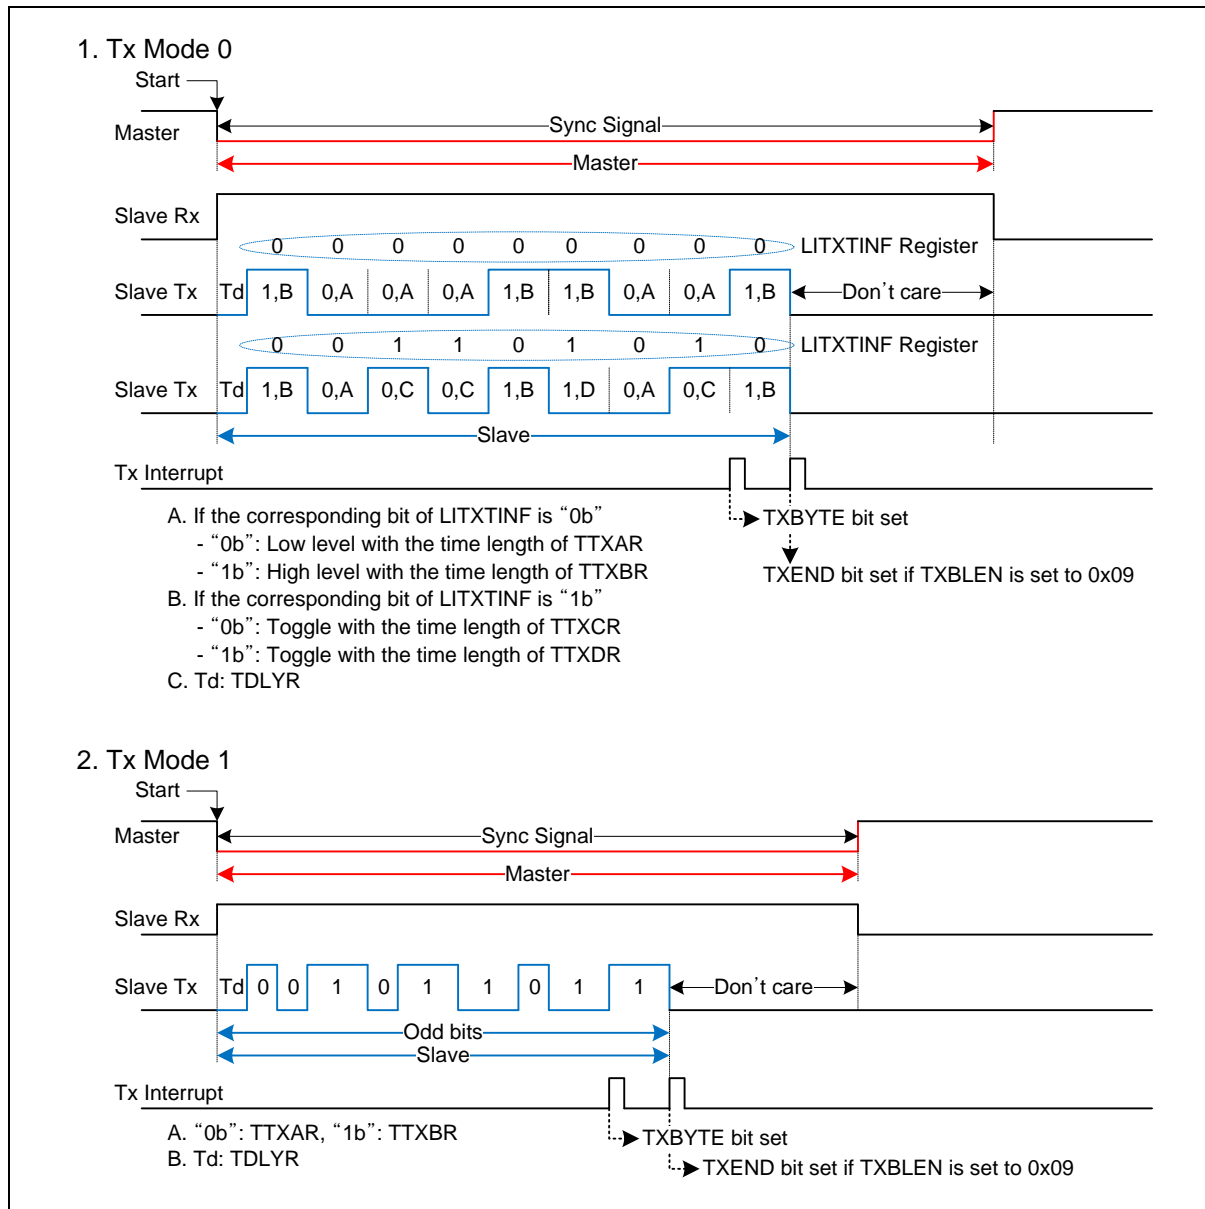 1. Tx Mode 0
Start
Master
Sync Signal
Master
Slave Rx
0 0 0 0 0 0 0 0 0 LITXTINF Register
Slave Tx Td 1,B 0,A 0,A 0,A 1,B 1,B 0,A 0,A 1,B Don’t care
0 0 1 1 0 1 0 1 0 LITXTINF Register
Slave Tx Td 1,B 0,A 0,C 0,C 1,B 1,D 0,A 0,C 1,B
Slave
Tx Interrupt
TXBYTE bit set
TXEND bit set if TXBLEN is set to 0x09
A. If the corresponding bit of LITXTINF is “0b”
- “0b”: Low level with the time length of TTXAR
- “1b”: High level with the time length of TTXBR
B. If the corresponding bit of LITXTINF is “1b”
- “0b”: Toggle with the time length of TTXCR
- “1b”: Toggle with the time length of TTXDR
C. Td: TDLYR
2. Tx Mode 1
Start
Master
Sync Signal
Master
Slave Rx
Slave Tx Td 0 0 1 0 1 1 0 1 1 Don’t care
Odd bits
Slave
Tx Interrupt
A. “0b”: TTXAR, “1b”: TTXBR
B. Td: TDLYR
TXBYTE bit set
TXEND bit set if TXBLEN is set to 0x09